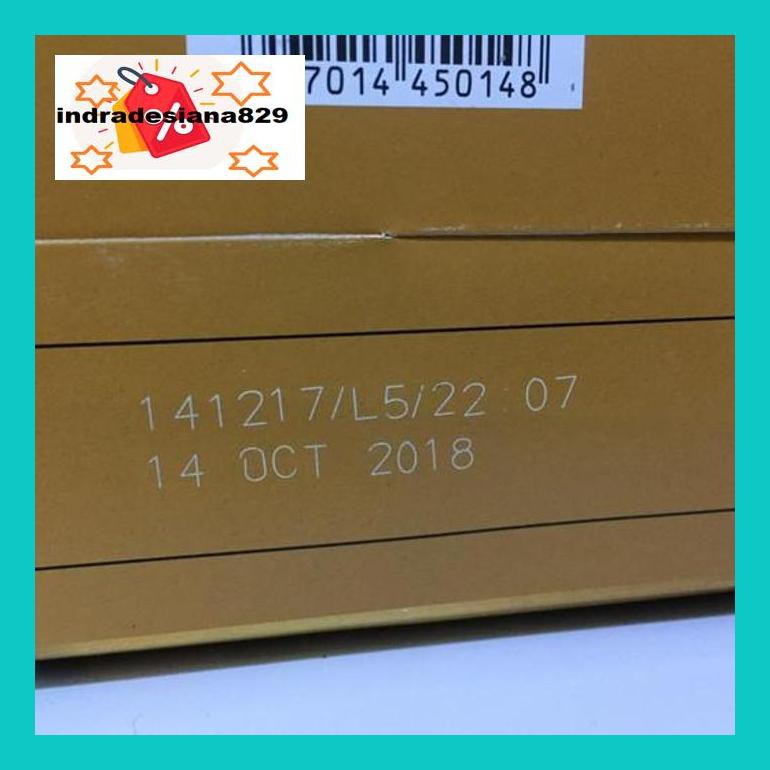 7014 450148
indradesiana829
%
141217/L5/22 07
14 OCT 2018